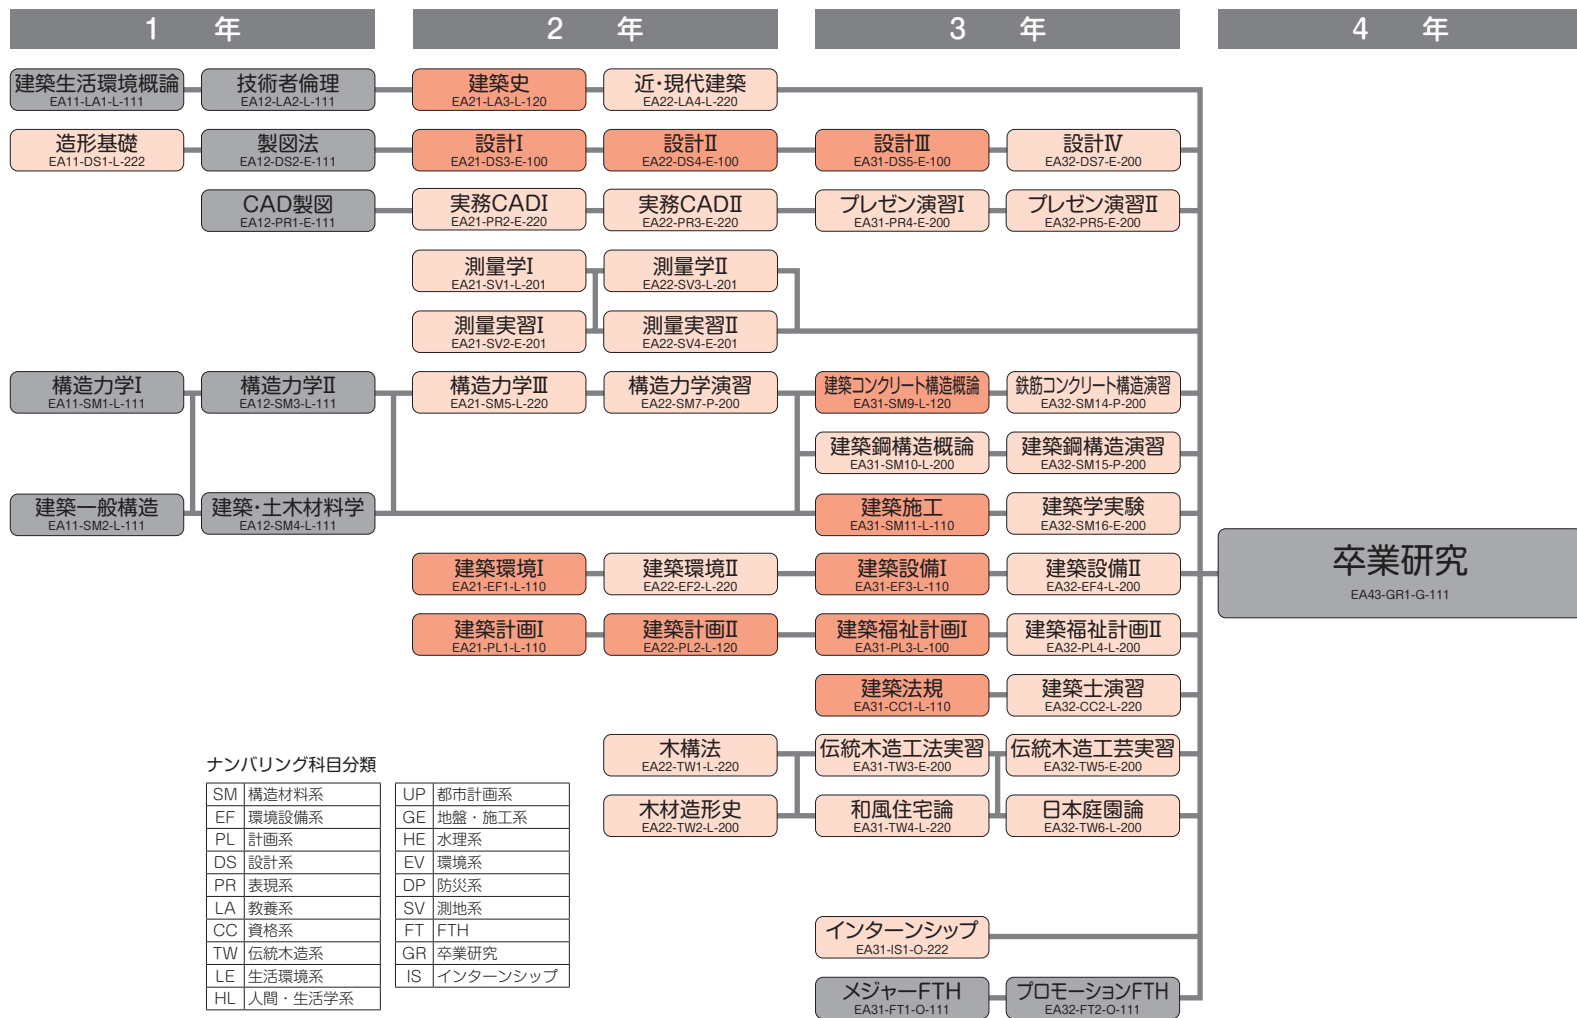 1 年
2 年
3 年
4 年
建築生活環境概論
EA11-LA1-L-111
技術者倫理
EA12-LA2-L-111
建築史
EA21-LA3-L-120
近・現代建築
EA22-LA4-L-220
造形基礎
EA11-DS1-L-222
製図法
EA12-DS2-E-111
設計Ⅰ
EA21-DS3-E-100
設計Ⅱ
EA22-DS4-E-100
設計Ⅲ
EA31-DS5-E-100
設計Ⅳ
EA32-DS7-E-200
CAD製図
EA12-PR1-E-111
実務CADⅠ
EA21-PR2-E-220
実務CADⅡ
EA22-PR3-E-220
プレゼン演習Ⅰ
EA31-PR4-E-200
プレゼン演習Ⅱ
EA32-PR5-E-200
測量学Ⅰ
EA21-SV1-L-201
測量学Ⅱ
EA22-SV3-L-201
測量実習Ⅰ
EA21-SV2-E-201
測量実習Ⅱ
EA22-SV4-E-201
構造力学Ⅰ
EA11-SM1-L-111
構造力学Ⅱ
EA12-SM3-L-111
構造力学Ⅲ
EA21-SM5-L-220
構造力学演習
EA22-SM7-P-200
建築コンクリート構造概論
EA31-SM9-L-120
鉄筋コンクリート構造演習
EA32-SM14-P-200
建築鋼構造概論
EA31-SM10-L-200
建築鋼構造演習
EA32-SM15-P-200
建築一般構造
EA11-SM2-L-111
建築・土木材料学
EA12-SM4-L-111
建築施工
EA31-SM11-L-110
建築学実験
EA32-SM16-E-200
建築環境Ⅰ
EA21-EF1-L-110
建築環境Ⅱ
EA22-EF2-L-220
建築設備Ⅰ
EA31-EF3-L-110
建築設備Ⅱ
EA32-EF4-L-200
卒業研究
EA43-GR1-G-111
建築計画Ⅰ
EA21-PL1-L-110
建築計画Ⅱ
EA22-PL2-L-120
建築福祉計画Ⅰ
EA31-PL3-L-100
建築福祉計画Ⅱ
EA32-PL4-L-200
建築法規
EA31-CC1-L-110
建築士演習
EA32-CC2-L-220
木構法
EA22-TW1-L-220
伝統木造工法実習
EA31-TW3-E-200
伝統木造工芸実習
EA32-TW5-E-200
木材造形史
EA22-TW2-L-200
和風住宅論
EA31-TW4-L-220
日本庭園論
EA32-TW6-L-200
インターンシップ
EA31-IS1-O-222
メジャーFTH
EA31-FT1-O-111
プロモーションFTH
EA32-FT2-O-111
ナンバリング科目分類
SM 構造材料系
EF 環境設備系
PL 計画系
DS 設計系
PR 表現系
LA 教養系
CC 資格系
TW 伝統木造系
LE 生活環境系
HL 人間・生活学系
UP 都市計画系
GE 地盤・施工系
HE 水理系
EV 環境系
DP 防災系
SV 測地系
FT FTH
GR 卒業研究
IS インターンシップ